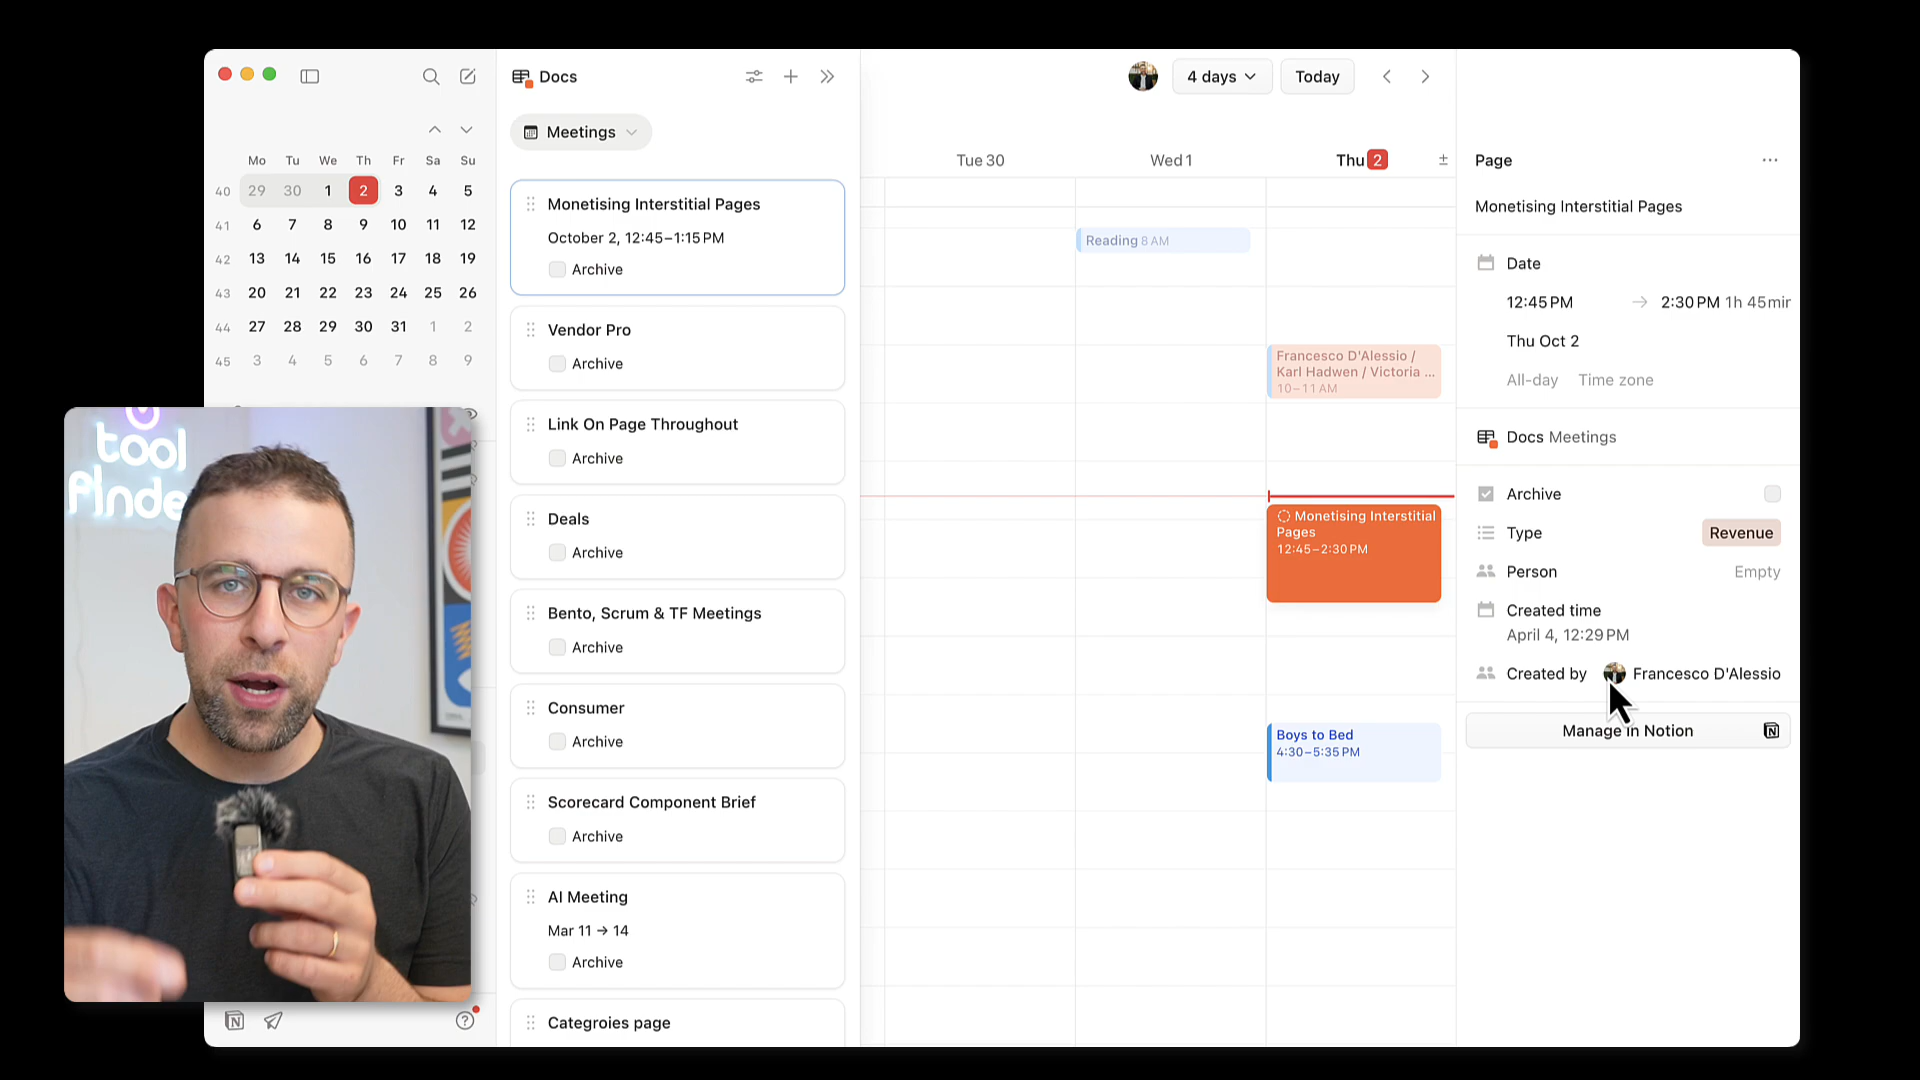 Mo Tu We Th Fr Sa Su
40 29 30 1 2 3 4 5
41 6 7 8 9 10 11 12
42 13 14 15 16 17 18 19
43 20 21 22 23 24 25 26
44 27 28 29 30 31 1 2
45 3 4 5 6 7 8 9
tool
finde
Docs
Meetings
Monetising Interstitial Pages
October 2, 12:45–1:15 PM
Archive
Vendor Pro
Archive
Link On Page Throughout
Archive
Deals
Archive
Bento, Scrum & TF Meetings
Archive
Consumer
Archive
Scorecard Component Brief
Archive
AI Meeting
Mar 11 → 14
Archive
Categroies page
4 days
Today
Tue 30
Wed 1
Thu 2
Reading 8 AM
Francesco D'Alessio /
Karl Hadwen / Victoria ...
10–11 AM
Monetising Interstitial
Pages
12:45–2:30 PM
Boys to Bed
4:30–5:35 PM
Page
Monetising Interstitial Pages
Date
12:45 PM → 2:30 PM 1h 45min
Thu Oct 2
All-day Time zone
Docs Meetings
Archive
Type Revenue
Person Empty
Created time
April 4, 12:29 PM
Created by Francesco D'Alessio
Manage in Notion